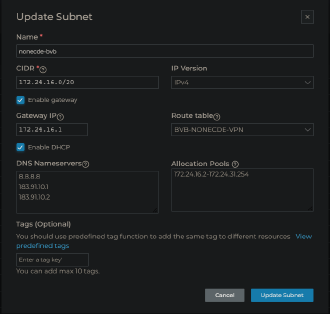 Update Subnet
Name *
nonecde-bvb
CIDR *
172.24.16.0/20
IP Version
IPv4
Enable gateway
Gateway IP
172.24.16.1
Route table
BVB-NONECDE-VPN
Enable DHCP
DNS Nameservers
8.8.8.8
183.91.10.1
183.91.10.2
Allocation Pools
172.24.16.2-172.24.31.254
Tags (Optional)
You should use predefined tag function to add the same tag to different resources View
predefined tags
Enter a tag key
You can add max 10 tags.
Cancel
Update Subnet